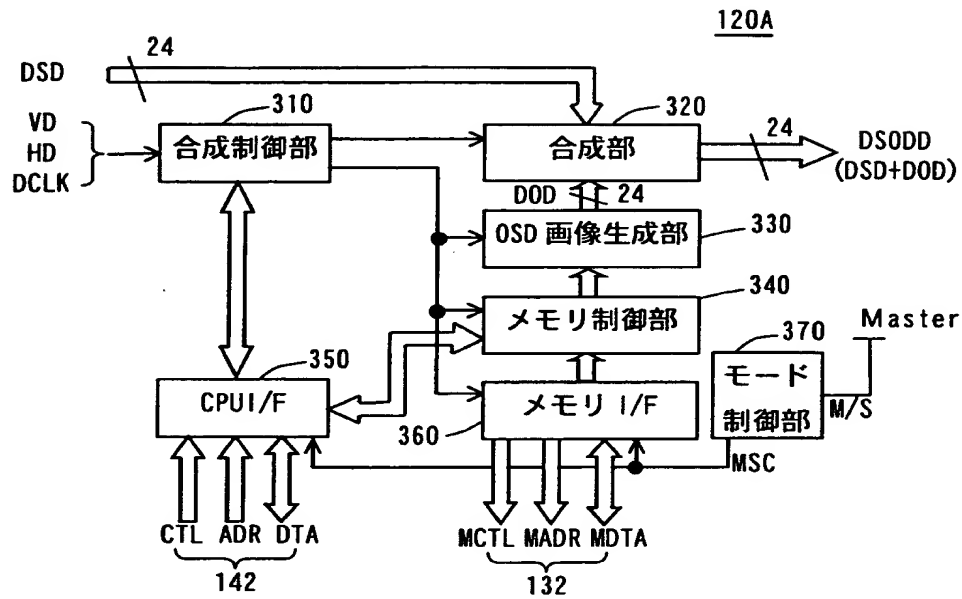 120A
24
DSD
310
320
VD
HD
DCLK
合成制御部
合成部
24
DSODD
(DSD+DOD)
DOD
24
OSD 画像生成部
330
340
メモリ制御部
Master
370
モード
制御部
M/S
350
CPUI/F
メモリ I/F
360
MSC
CTL ADR DTA
MCTL MADR MDTA
142
132